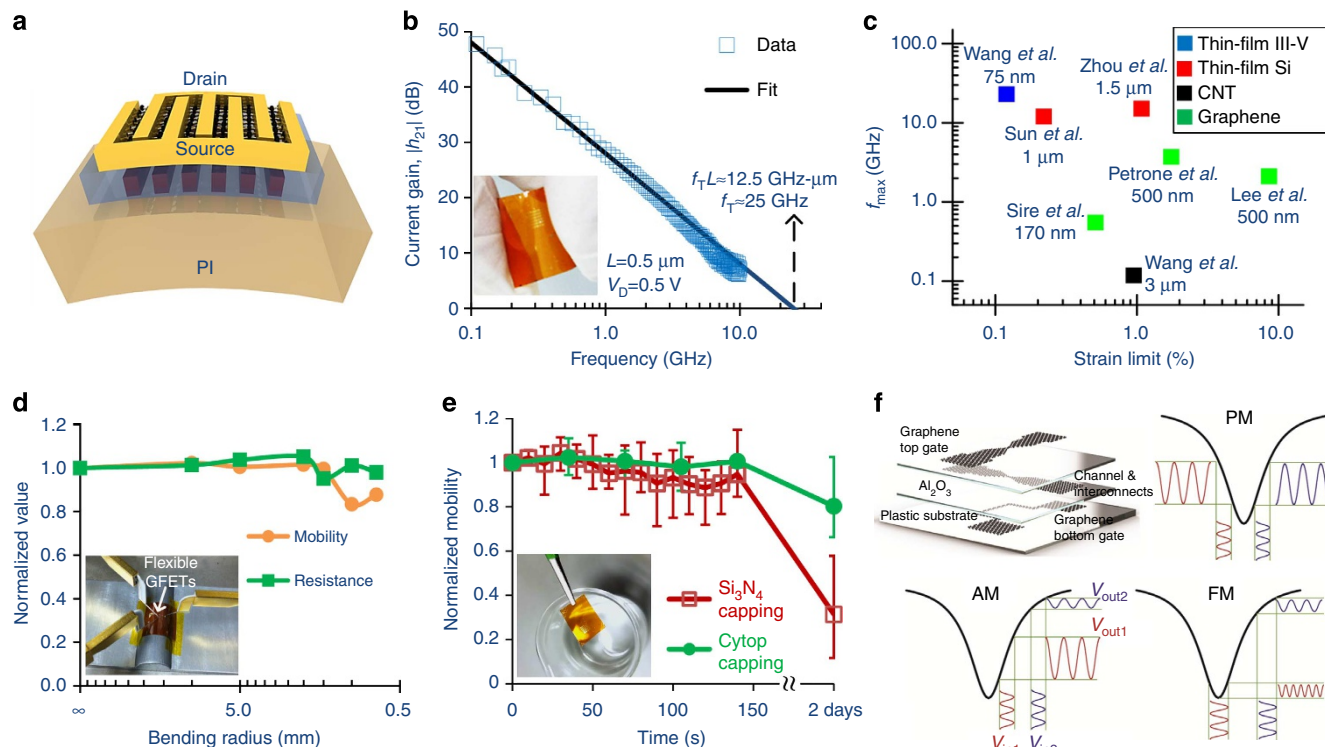 a
Drain
Source
PI
b
50
40
30
20
10
0
Current gain, |h21| (dB)
Data
Fit
fTL≈12.5 GHz-μm
fT≈25 GHz
L=0.5 μm
VD=0.5 V
0.1
1.0
10.0
Frequency (GHz)
c
100.0
10.0
1.0
0.1
fmax (GHz)
Wang et al.
75 nm
Zhou et al.
1.5 μm
Thin-film III-V
Thin-film Si
CNT
Graphene
Sun et al.
1 μm
Petrone et al.
500 nm
Lee et al.
500 nm
Sire et al.
170 nm
Wang et al.
3 μm
0.1
1.0
10.0
Strain limit (%)
d
1.2
1.0
0.8
0.6
0.4
0.2
0.0
Normalized value
Mobility
Resistance
Flexible
GFETs
∞
5.0
0.5
Bending radius (mm)
e
1.2
1.0
0.8
0.6
0.4
0.2
0
Normalized mobility
Si3N4
capping
Cytop
capping
0
50
100
150
2 days
Time (s)
f
Graphene
top gate
Al2O3
Channel &
interconnects
Plastic substrate
Graphene
bottom gate
PM
AM
Vout2
Vout1
FM